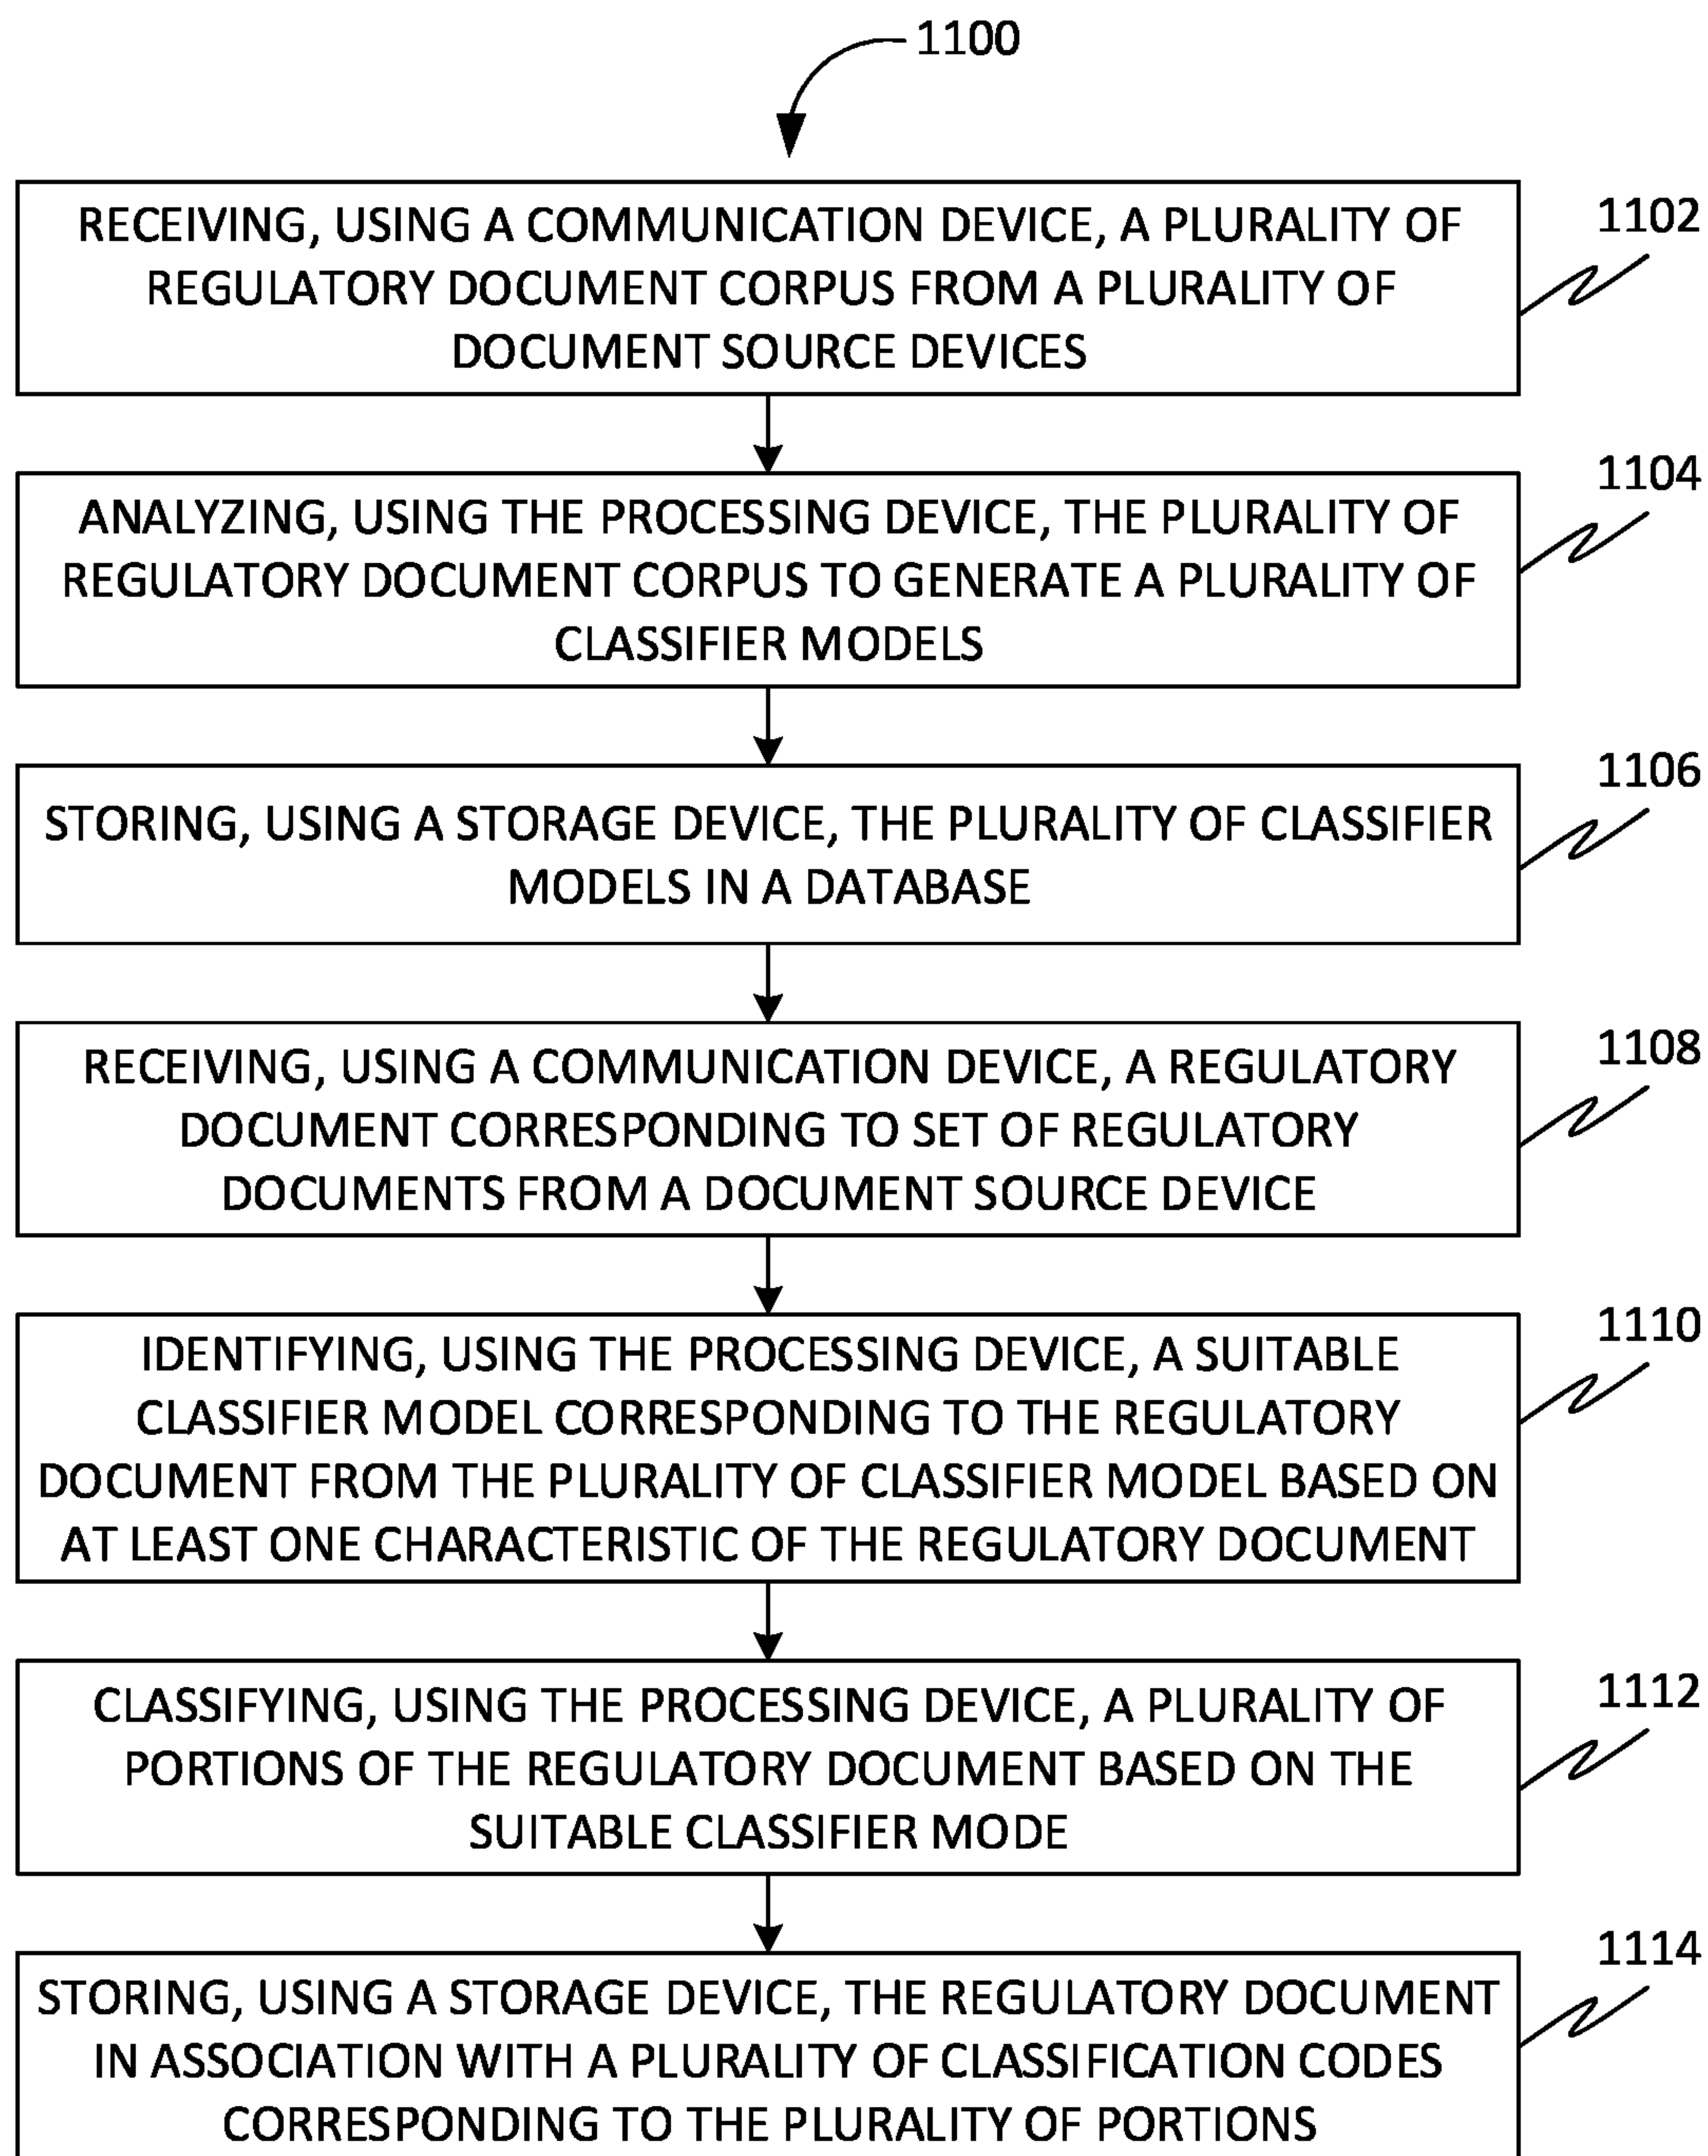 1100
RECEIVING, USING A COMMUNICATION DEVICE, A PLURALITY OF
REGULATORY DOCUMENT CORPUS FROM A PLURALITY OF
DOCUMENT SOURCE DEVICES
1102
ANALYZING, USING THE PROCESSING DEVICE, THE PLURALITY OF
REGULATORY DOCUMENT CORPUS TO GENERATE A PLURALITY OF
CLASSIFIER MODELS
1104
STORING, USING A STORAGE DEVICE, THE PLURALITY OF CLASSIFIER
MODELS IN A DATABASE
1106
RECEIVING, USING A COMMUNICATION DEVICE, A REGULATORY
DOCUMENT CORRESPONDING TO SET OF REGULATORY
DOCUMENTS FROM A DOCUMENT SOURCE DEVICE
1108
IDENTIFYING, USING THE PROCESSING DEVICE, A SUITABLE
CLASSIFIER MODEL CORRESPONDING TO THE REGULATORY
DOCUMENT FROM THE PLURALITY OF CLASSIFIER MODEL BASED ON
AT LEAST ONE CHARACTERISTIC OF THE REGULATORY DOCUMENT
1110
CLASSIFYING, USING THE PROCESSING DEVICE, A PLURALITY OF
PORTIONS OF THE REGULATORY DOCUMENT BASED ON THE
SUITABLE CLASSIFIER MODE
1112
STORING, USING A STORAGE DEVICE, THE REGULATORY DOCUMENT
IN ASSOCIATION WITH A PLURALITY OF CLASSIFICATION CODES
CORRESPONDING TO THE PLURALITY OF PORTIONS
1114